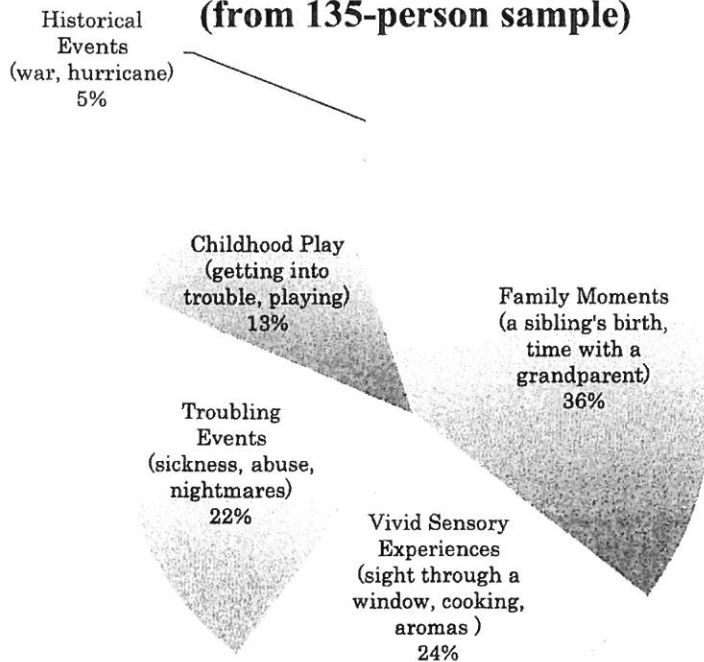 (from 135-person sample)
Historical
Events
(war, hurricane)
5%
Childhood Play
(getting into
trouble, playing)
13%
Family Moments
(a sibling's birth,
time with a
grandparent)
36%
Troubling
Events
(sickness, abuse,
nightmares)
22%
Vivid Sensory
Experiences
(sight through a
window, cooking,
aromas )
24%